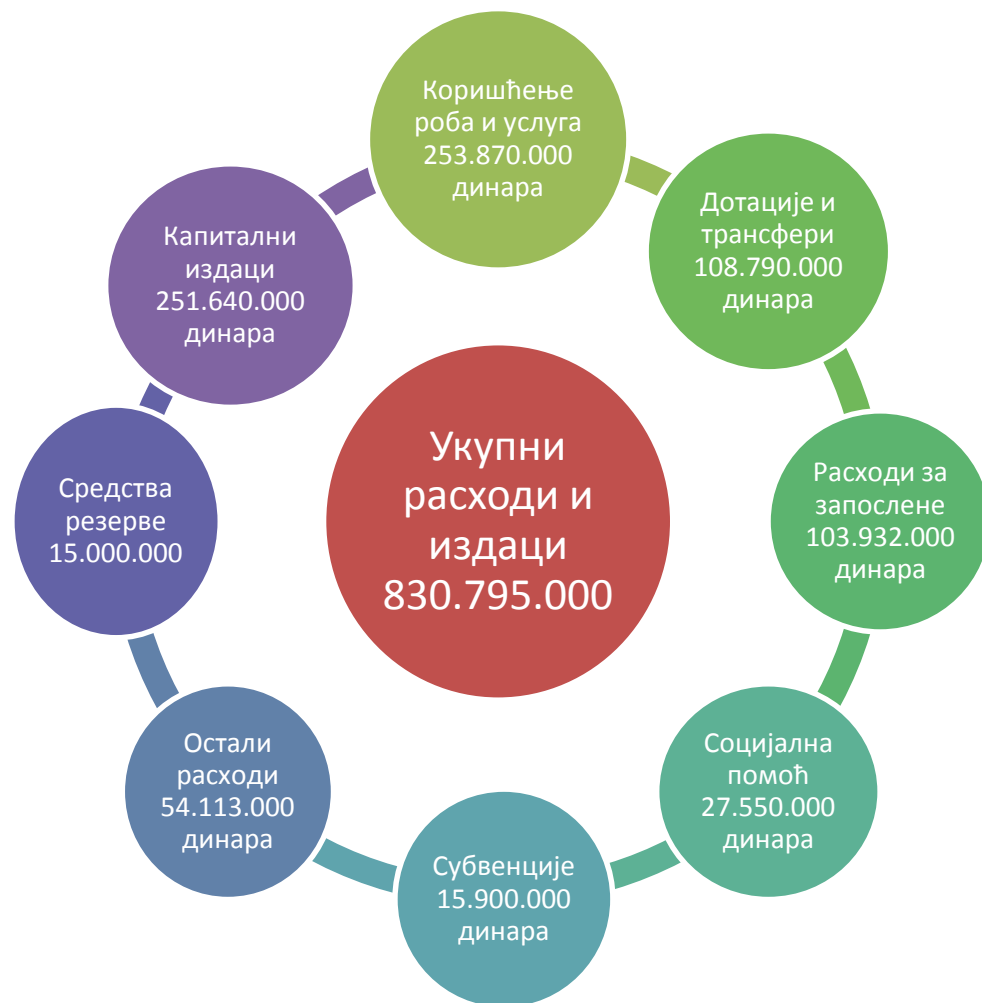 Коришћење
роба и услуга
253.870.000
динара
Дотације и
трансфери
108.790.000
динара
Расходи за
запослене
103.932.000
динара
Социјална
помоћ
27.550.000
динара
Субвенције
15.900.000
динара
Остали
расходи
54.113.000
динара
Средства
резерве
15.000.000
Капитални
издаци
251.640.000
динара
Укупни
расходи и
издаци
830.795.000